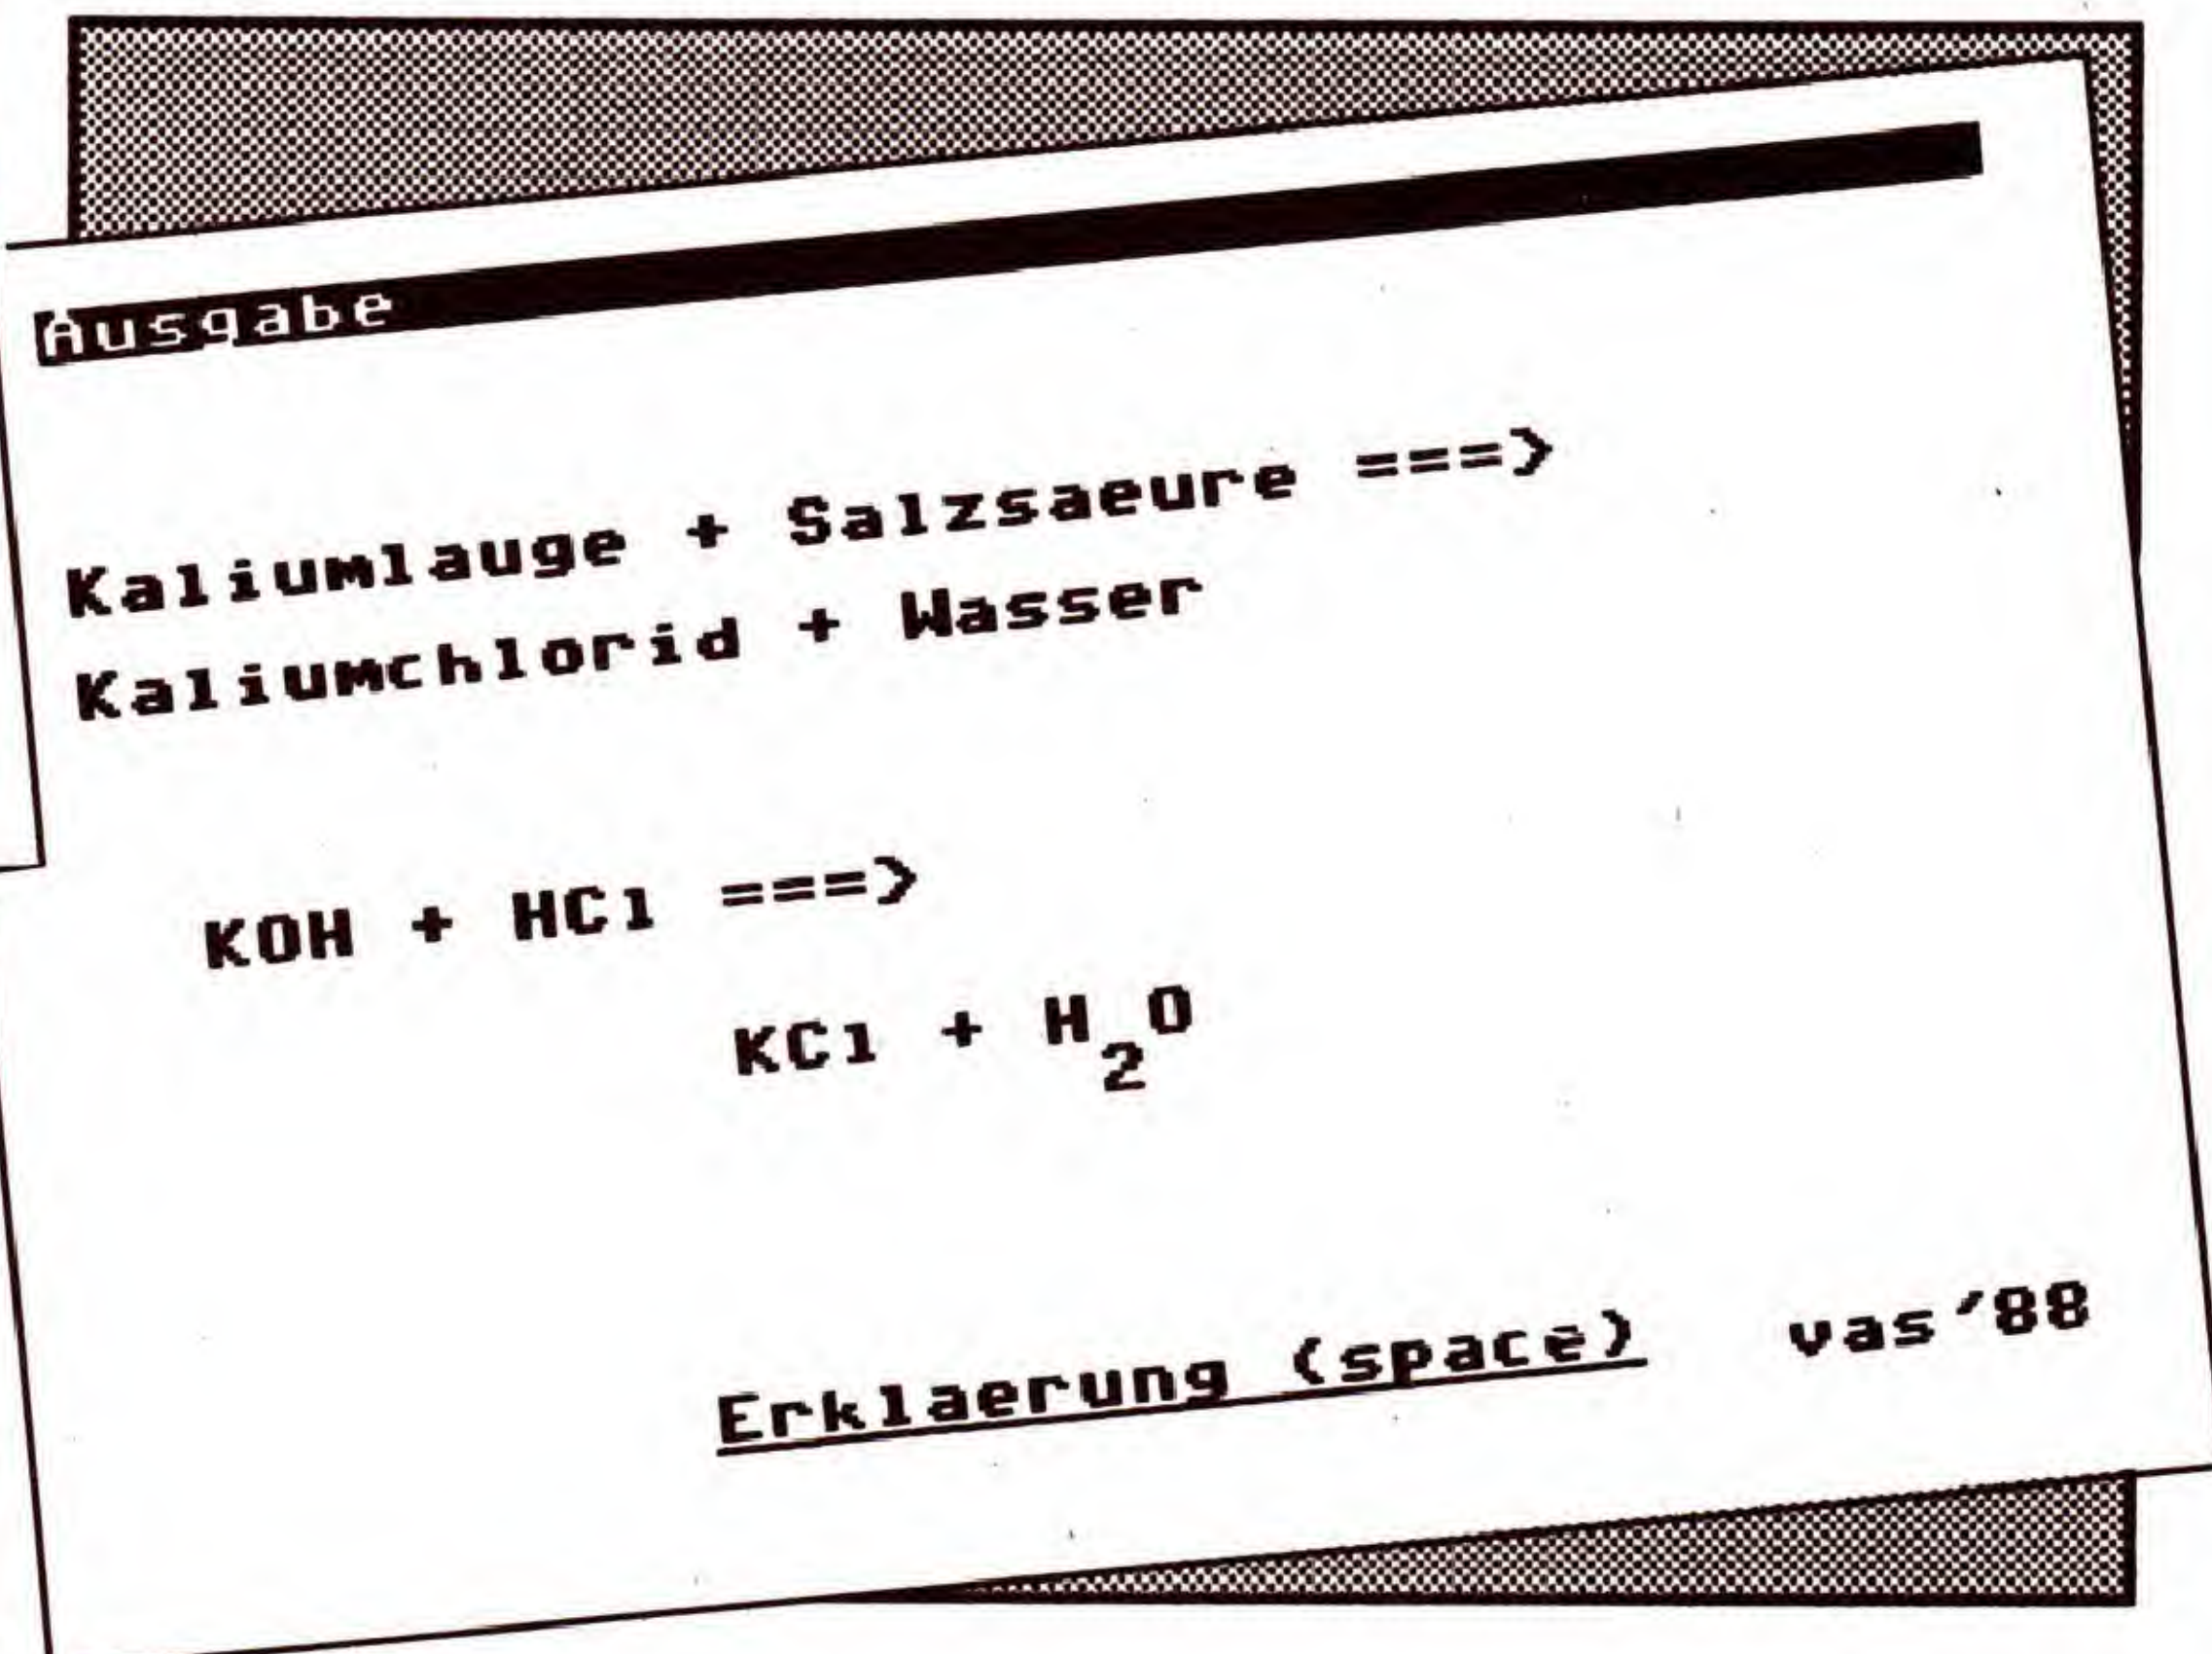 Ausgabe
Kaliumlauge + Salzsaeure ===>
Kaliumchlorid + Wasser
KOH + HCl ===>
KCl + H₂O
Erklaerung (space) vas'88